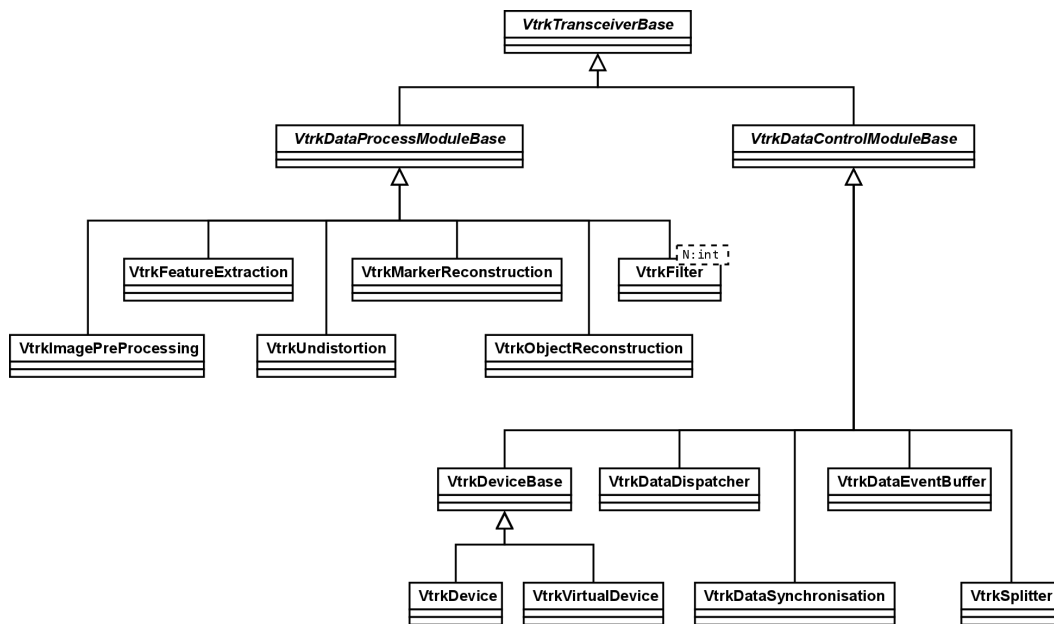 VtrkTransceiverBase
VtrkDataProcessModuleBase
VtrkDataControlModuleBase
N:int
VtrkFeatureExtraction
VtrkMarkerReconstruction
VtrkFilter
VtrkImagePreProcessing
VtrkUndistortion
VtrkObjectReconstruction
VtrkDeviceBase
VtrkDataDispatcher
VtrkDataEventBuffer
VtrkDevice
VtrkVirtualDevice
VtrkDataSynchronisation
VtrkSplitter